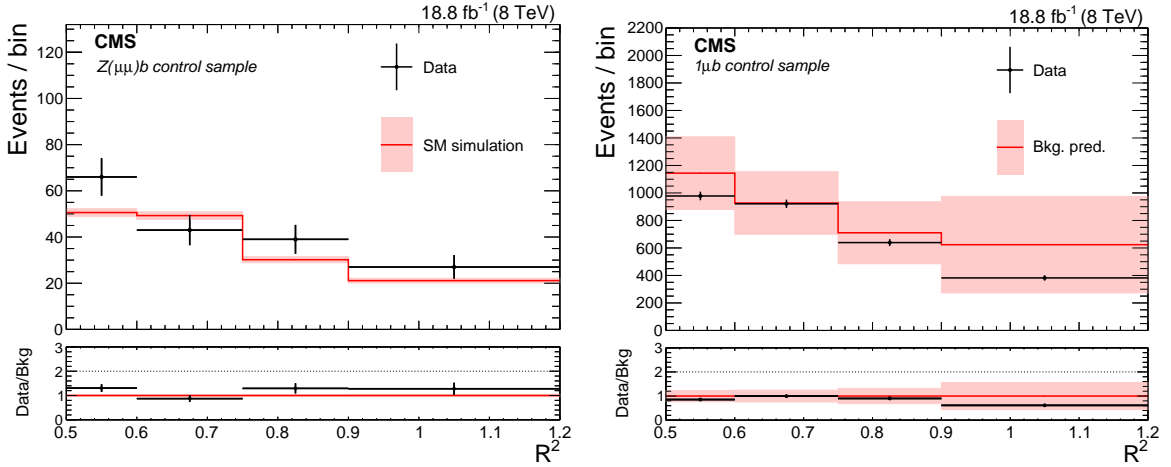 18.8 fb⁻¹ (8 TeV)
CMS
Z(μμ)b control sample
Data
SM simulation
Events / bin
120
100
80
60
40
20
0
Data/Bkg
3
2
1
0
0.5 0.6 0.7 0.8 0.9 1 1.1 1.2
R²
18.8 fb⁻¹ (8 TeV)
CMS
1μb control sample
Data
Bkg. pred.
Events / bin
2200
2000
1800
1600
1400
1200
1000
800
600
400
200
0
Data/Bkg
3
2
1
0
0.5 0.6 0.7 0.8 0.9 1 1.1 1.2
R²